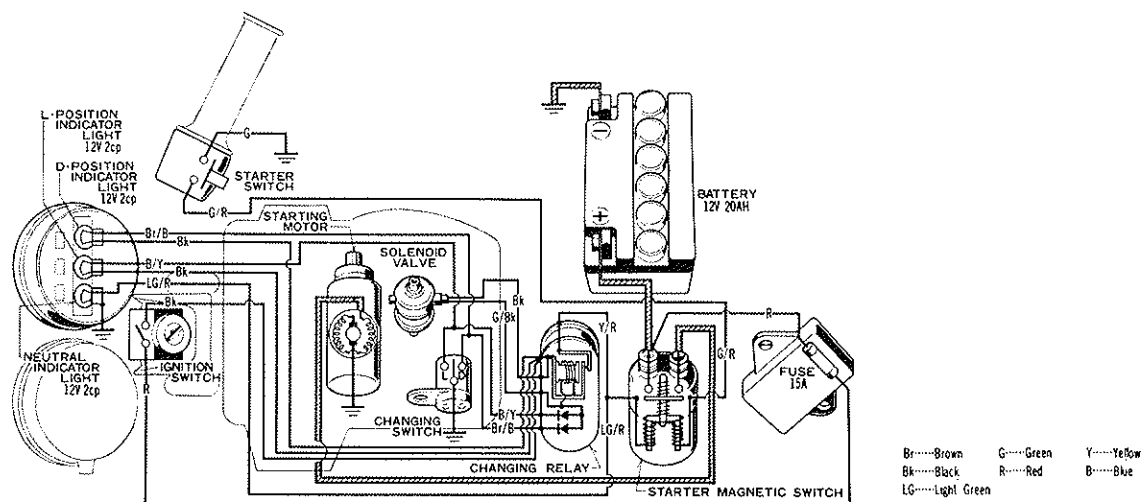 L-POSITION
INDICATOR
LIGHT
12V 2cp
D-POSITION
INDICATOR
LIGHT
12V 2cp
G
STARTER
SWITCH
G/R
STARTING
MOTOR
SOLENOID
VALVE
BATTERY
12V 20AH
Br/B
Bk
B/Y
Bk
LG/R
Bk
NEUTRAL
INDICATOR
LIGHT
12V 2cp
IGNITION
SWITCH
R
Bk
G/Bk
Y/R
R
G/R
FUSE
15A
CHANGING
SWITCH
B/Y
Br/B
LG/R
CHANGING RELAY
STARTER MAGNETIC SWITCH
Br······Brown G······Green Y······Yellow
Bk······Black R······Red B······Blue
LG······Light Green